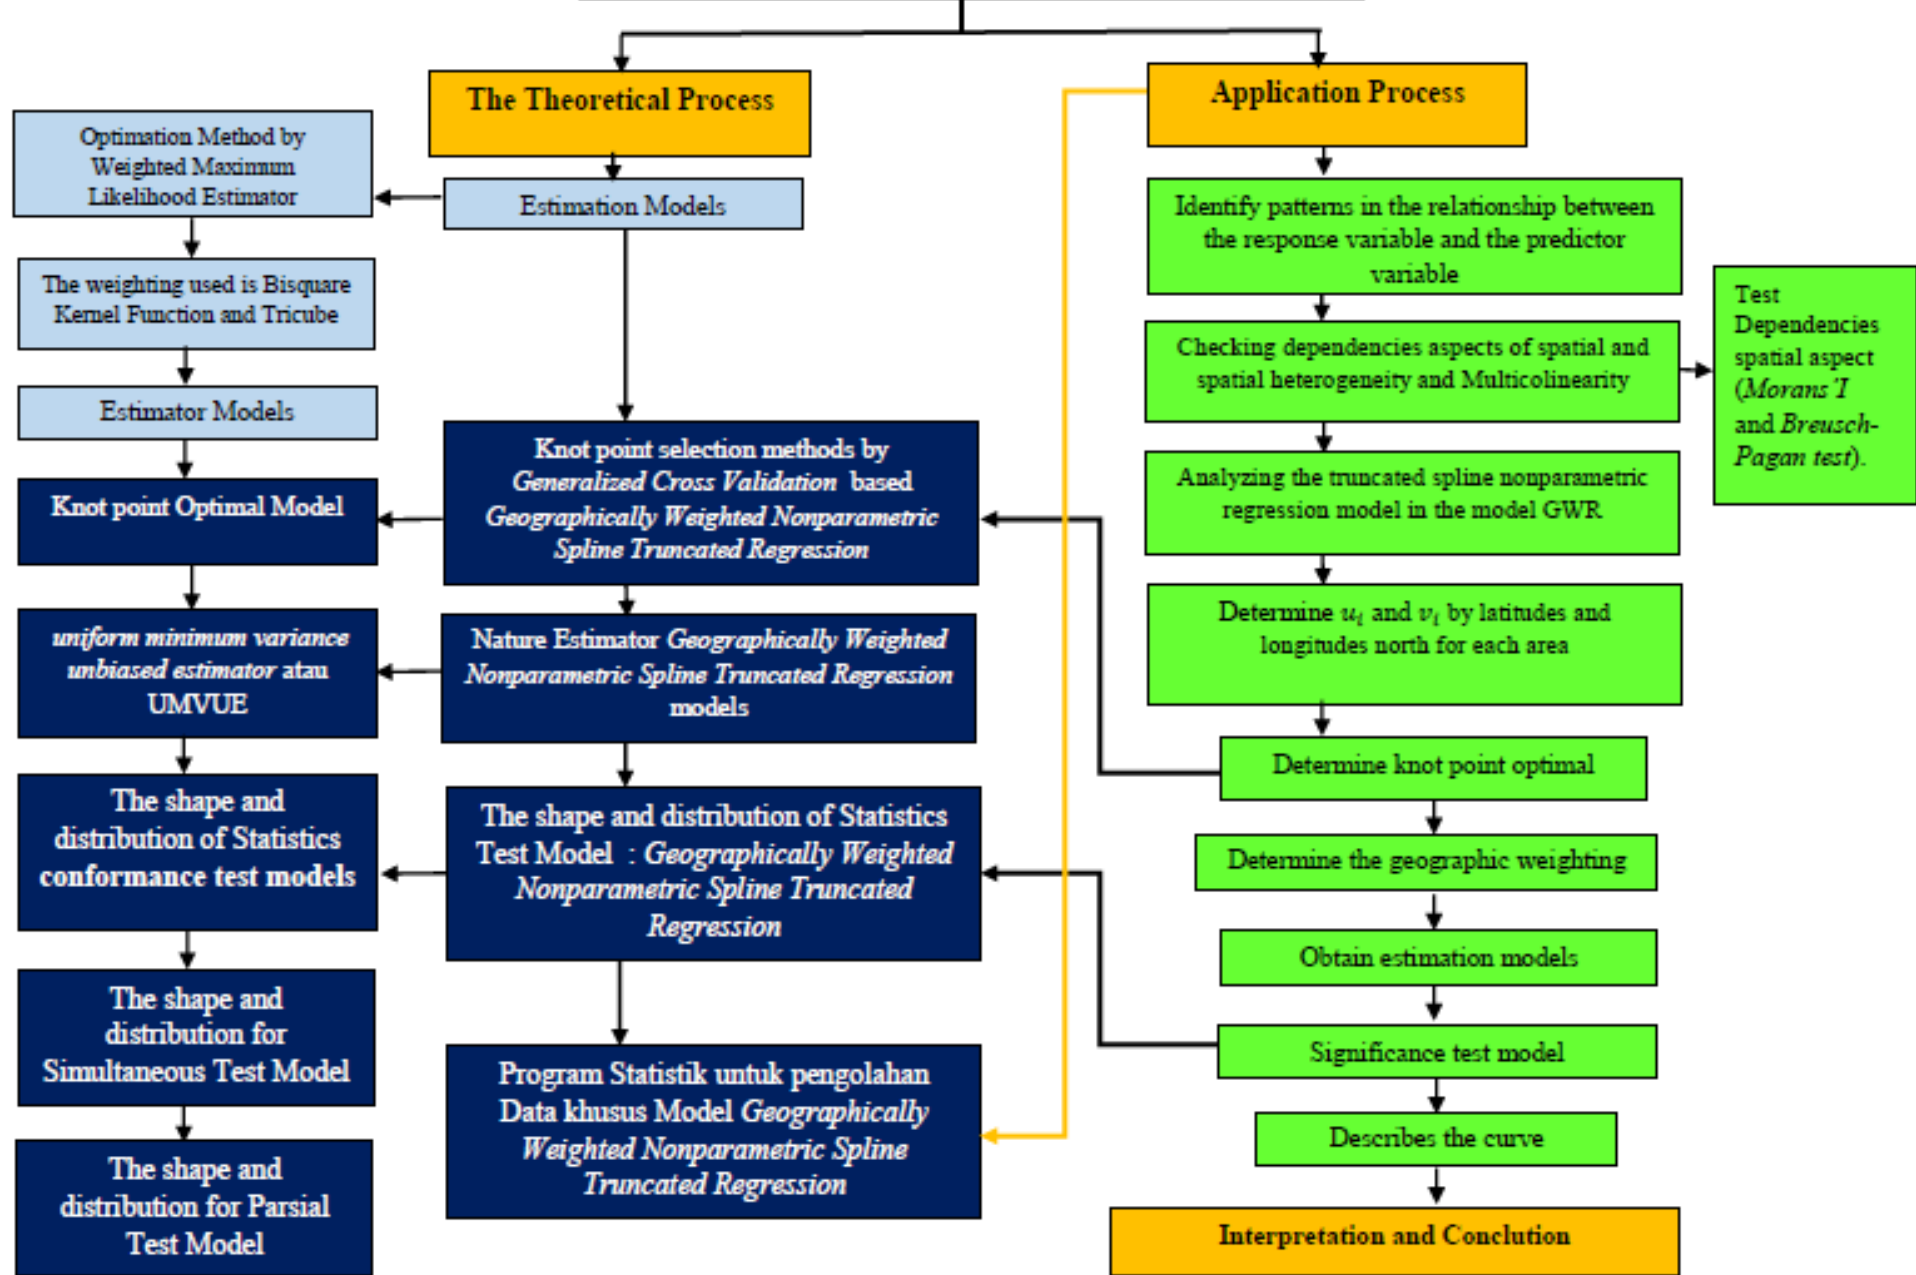 The Theoretical Process
Application Process
Optimation Method by
Weighted Maximum
Likelihood Estimator
Estimation Models
The weighting used is Bisquare
Kernel Function and Tricube
Estimator Models
Knot point Optimal Model
uniform minimum variance
unbiased estimator atau
UMVUE
The shape and
distribution of Statistics
conformance test models
The shape and
distribution for
Simultaneous Test Model
The shape and
distribution for Parsial
Test Model
Knot point selection methods by
Generalized Cross Validation based
Geographically Weighted Nonparametric
Spline Truncated Regression
Nature Estimator Geographically Weighted
Nonparametric Spline Truncated Regression
models
The shape and distribution of Statistics
Test Model : Geographically Weighted
Nonparametric Spline Truncated
Regression
Program Statistik untuk pengolahan
Data khusus Model Geographically
Weighted Nonparametric Spline
Truncated Regression
Identify patterns in the relationship between
the response variable and the predictor
variable
Checking dependencies aspects of spatial and
spatial heterogeneity and Multicolinearity
Test
Dependencies
spatial aspect
(Morans'I
and Breusch-
Pagan test).
Analyzing the truncated spline nonparametric
regression model in the model GWR
Determine uᵢ and vᵢ by latitudes and
longitudes north for each area
Determine knot point optimal
Determine the geographic weighting
Obtain estimation models
Significance test model
Describes the curve
Interpretation and Conclution